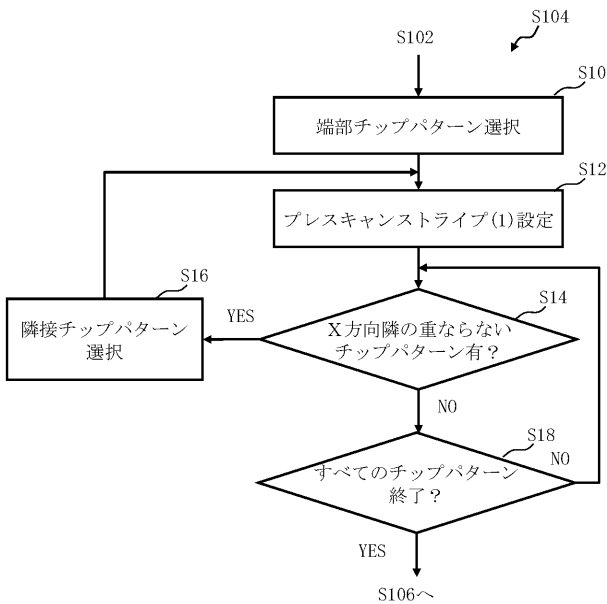 S104
S102
S10
端部チップパターン選択
S12
プレスキャンストライプ(1)設定
S16
隣接チップパターン
選択
YES
S14
X方向隣の重ならない
チップパターン有？
NO
S18
すべてのチップパターン
終了？
NO
YES
S106へ